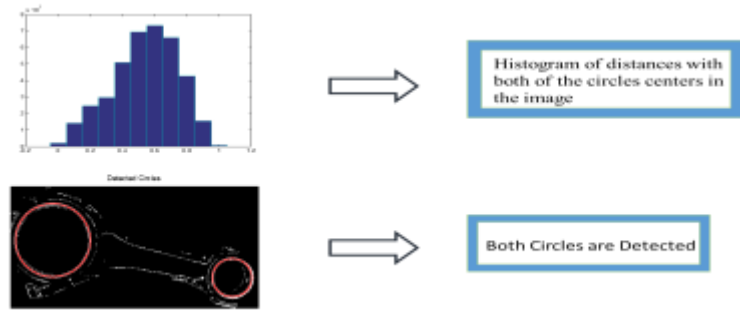 Histogram of distances with
both of the circles centers in
the image
Detected Circles
Both Circles are Detected